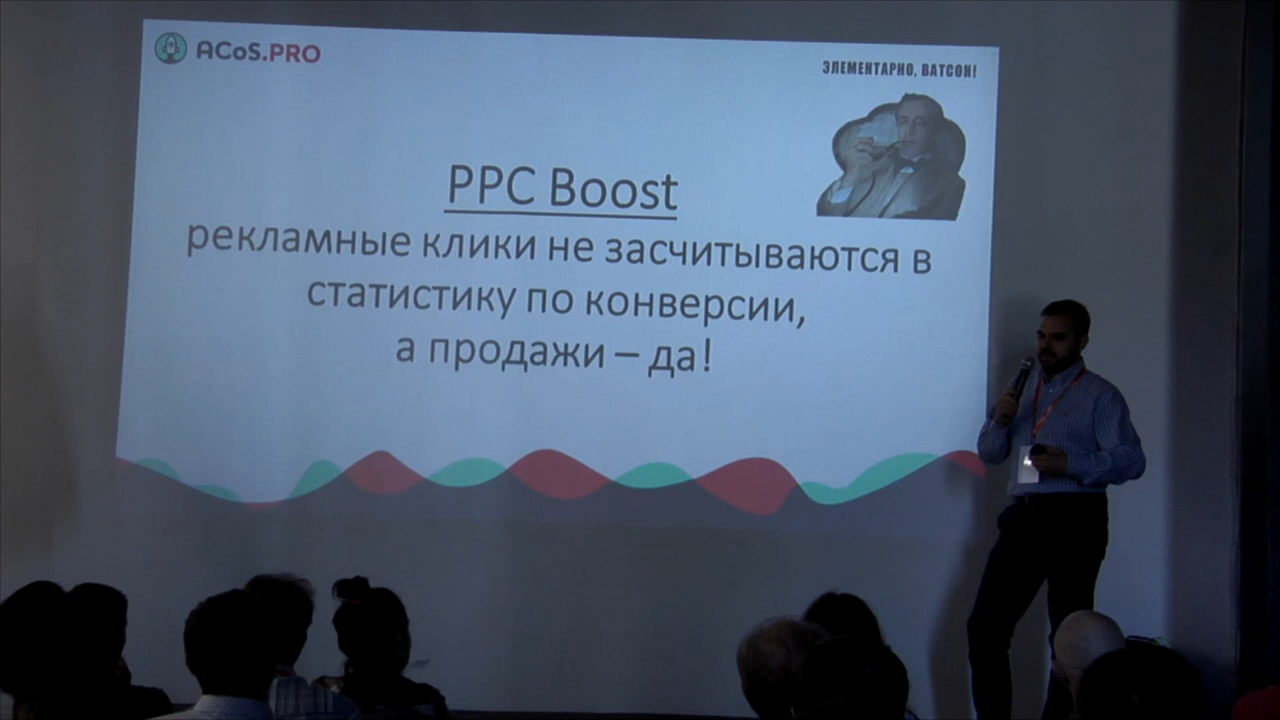 ACoS.PRO
ЭЛЕМЕНТАРНО, ВАТСОН!
PPC Boost
рекламные клики не засчитываются в
статистику по конверсии,
а продажи – да!